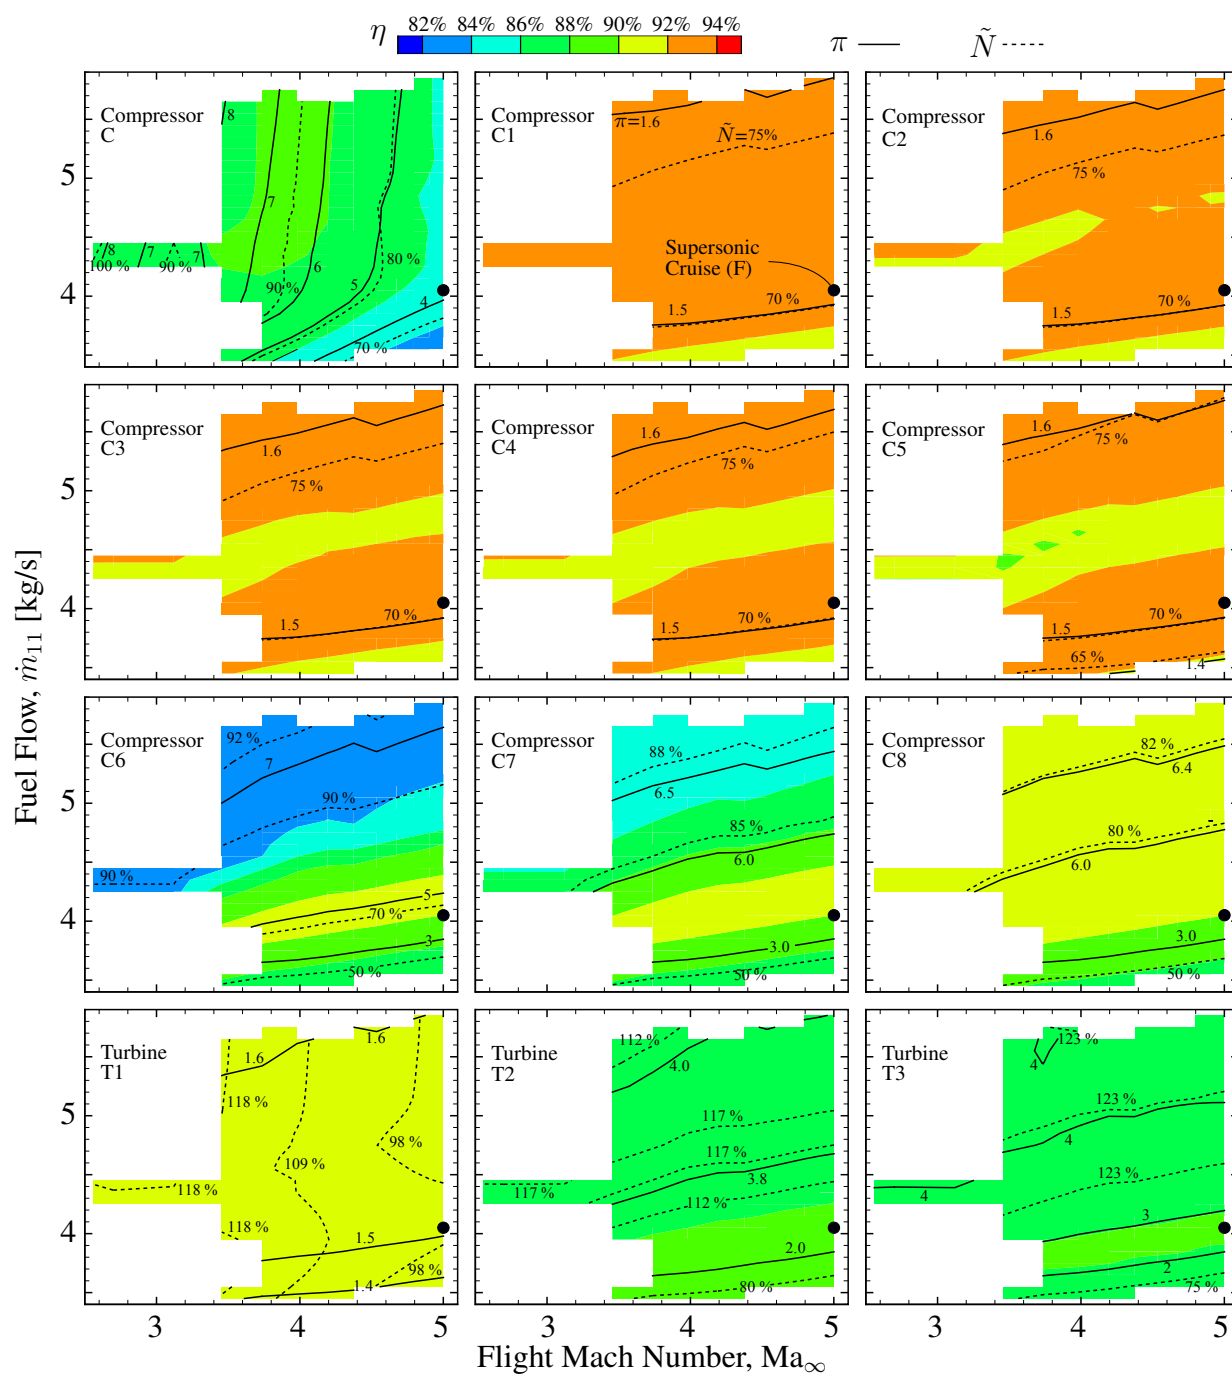 η 82% 84% 86% 88% 90% 92% 94% π Ñ
Compressor
C
8
7
8
7
7
100 %
90 %
90 %
6
5
80 %
4
70 %
Compressor
C1
π=1.6
Ñ=75%
Supersonic
Cruise (F)
1.5
70 %
Compressor
C2
1.6
75 %
1.5
70 %
5
4
Compressor
C3
1.6
75 %
1.5
70 %
Compressor
C4
1.6
75 %
1.5
70 %
Compressor
C5
1.6
75 %
1.5
70 %
65 %
1.4
5
4
Compressor
C6
92 %
7
90 %
90 %
5
70 %
3
50 %
Compressor
C7
88 %
6.5
85 %
6.0
3.0
50 %
Compressor
C8
82 %
6.4
80 %
6.0
3.0
50 %
5
4
Turbine
T1
1.6
1.6
118 %
109 %
98 %
118 %
118 %
1.5
98 %
1.4
Turbine
T2
112 %
4.0
117 %
117 %
3.8
117 %
112 %
2.0
80 %
Turbine
T3
123 %
4
123 %
4
123 %
4
3
2
75 %
5
4
3 4 5 3 4 5 3 4 5
Fuel Flow, ṁ₁₁ [kg/s]
Flight Mach Number, Ma∞